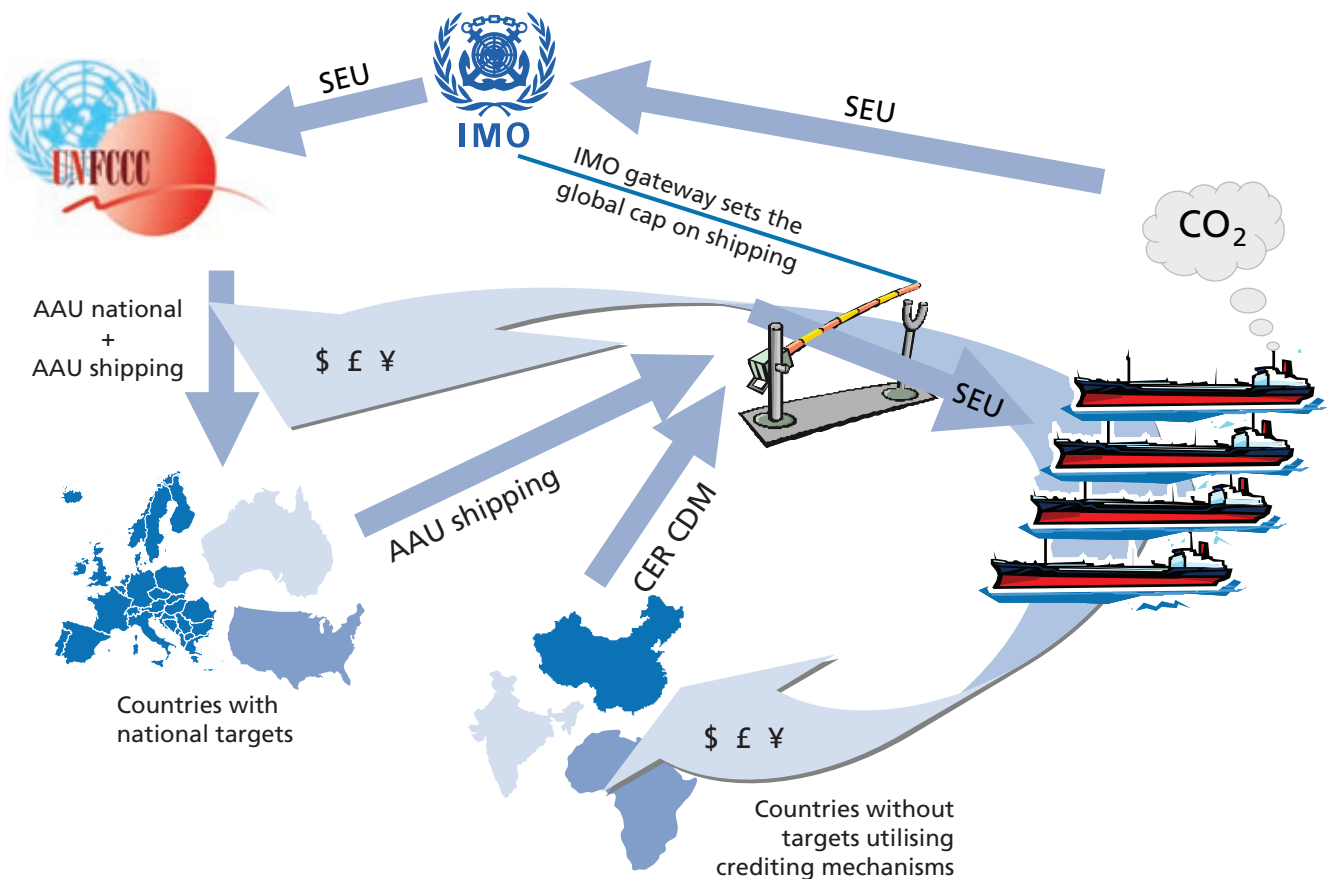 SEU
IMO
SEU
UNFCCC
IMO gateway sets the
global cap on shipping
CO₂
AAU national
+
AAU shipping
$ £ ¥
SEU
AAU shipping
CER CDM
Countries with
national targets
$ £ ¥
Countries without
targets utilising
crediting mechanisms